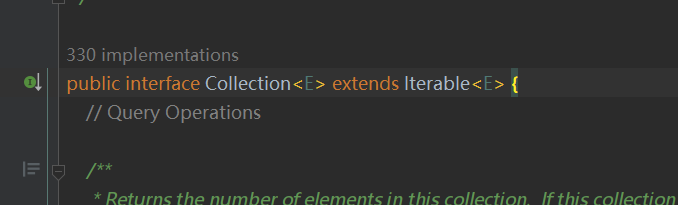 330 implementations
public interface Collection<E> extends Iterable<E> {
// Query Operations
/**
* Returns the number of elements in this collection. If this collection